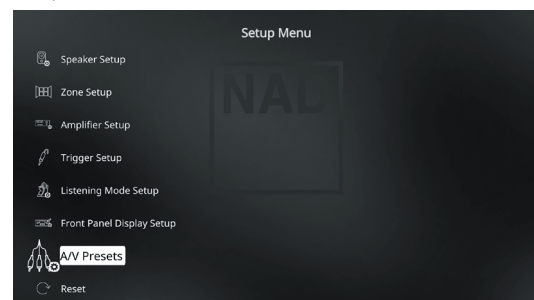 Setup Menu
Speaker Setup
Zone Setup
Amplifier Setup
Trigger Setup
Listening Mode Setup
Front Panel Display Setup
A/V Presets
Reset
NAD